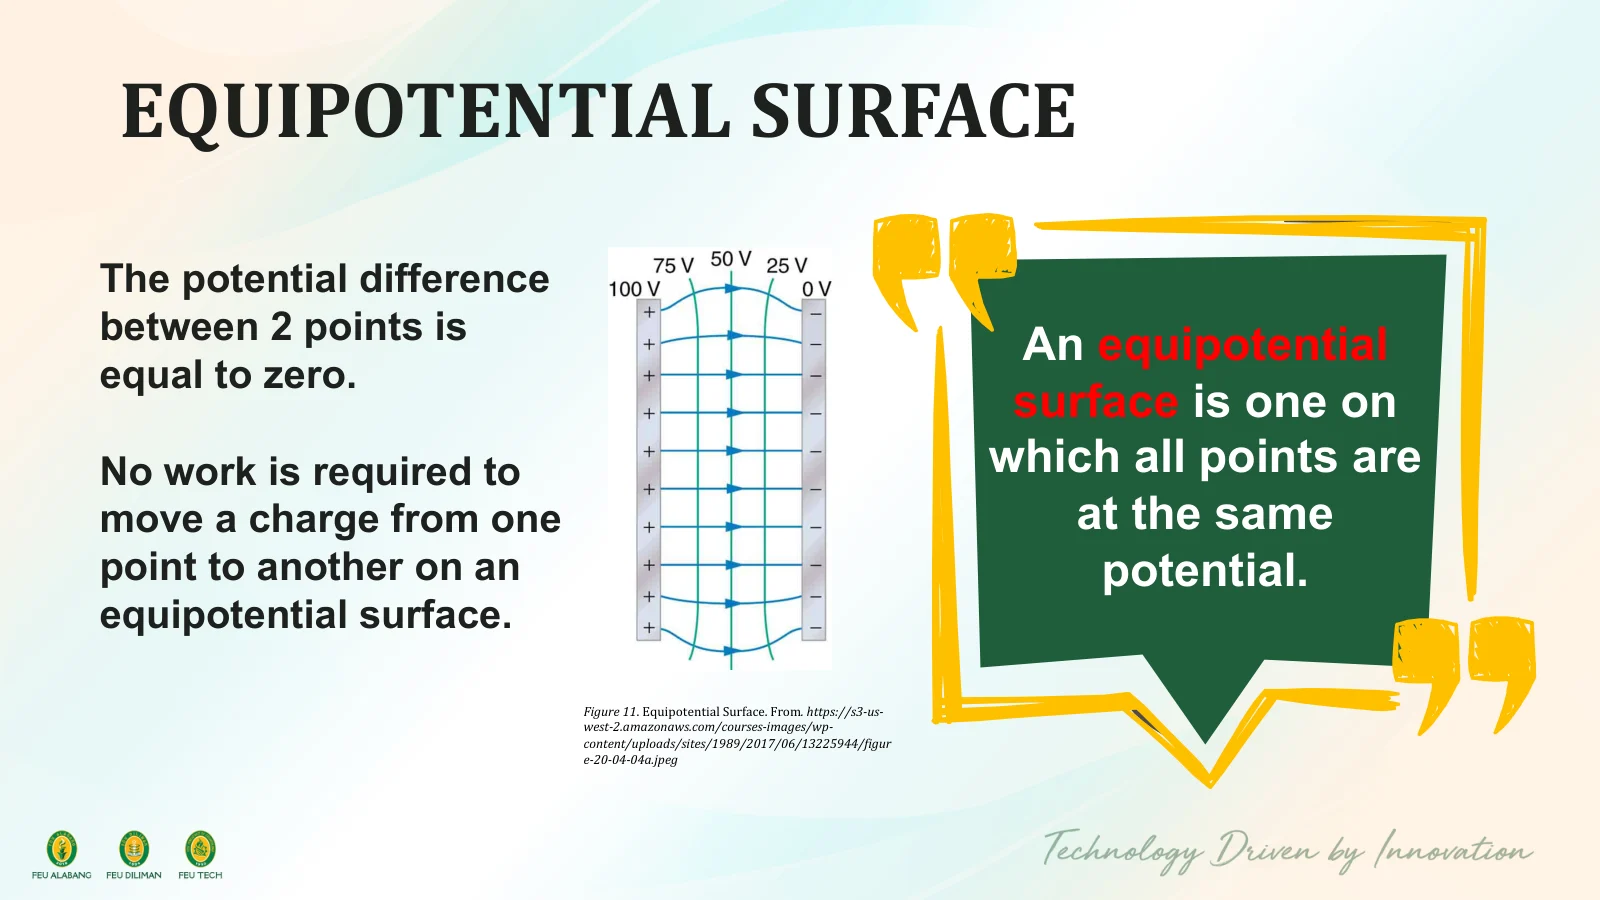 EQUIPOTENTIAL SURFACE
The potential difference
between 2 points is
equal to zero.
No work is required to
move a charge from one
point to another on an
equipotential surface.
75 V 50 V 25 V
100 V 0 V
+ −
+ −
+ −
+ −
+ −
+ −
+ −
+ −
+ −
+ −
Figure 11. Equipotential Surface. From. https://s3-us-
west-2.amazonaws.com/courses-images/wp-
content/uploads/sites/1989/2017/06/13225944/figur
e-20-04-04a.jpeg
An equipotential
surface is one on
which all points are
at the same
potential.
FEU ALABANG FEU DILIMAN FEU TECH
Technology Driven by Innovation